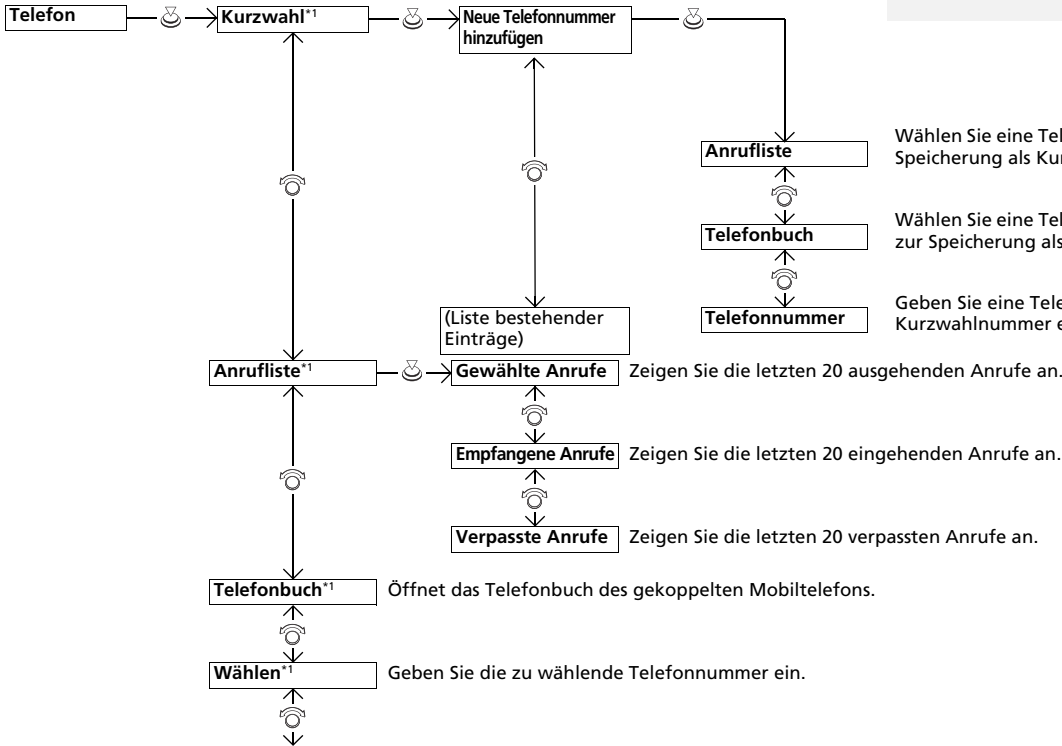 Telefon
Kurzwahl*1
Neue Telefonnummer
hinzufügen
Anrufliste
Wählen Sie eine
Speicherung als
Telefonbuch
Wählen Sie eine
zur Speicherung als
Telefonnummer
Geben Sie eine
Kurzwahlnummer
(Liste bestehender
Einträge)
Anrufliste*1
Gewählte Anrufe
Zeigen Sie die letzten 20 ausgehenden Anrufe an.
Empfangene Anrufe
Zeigen Sie die letzten 20 eingehenden Anrufe an.
Verpasste Anrufe
Zeigen Sie die letzten 20 verpassten Anrufe an.
Telefonbuch*1
Öffnet das Telefonbuch des gekoppelten Mobiltelefons.
Wählen*1
Geben Sie die zu wählende Telefonnummer ein.